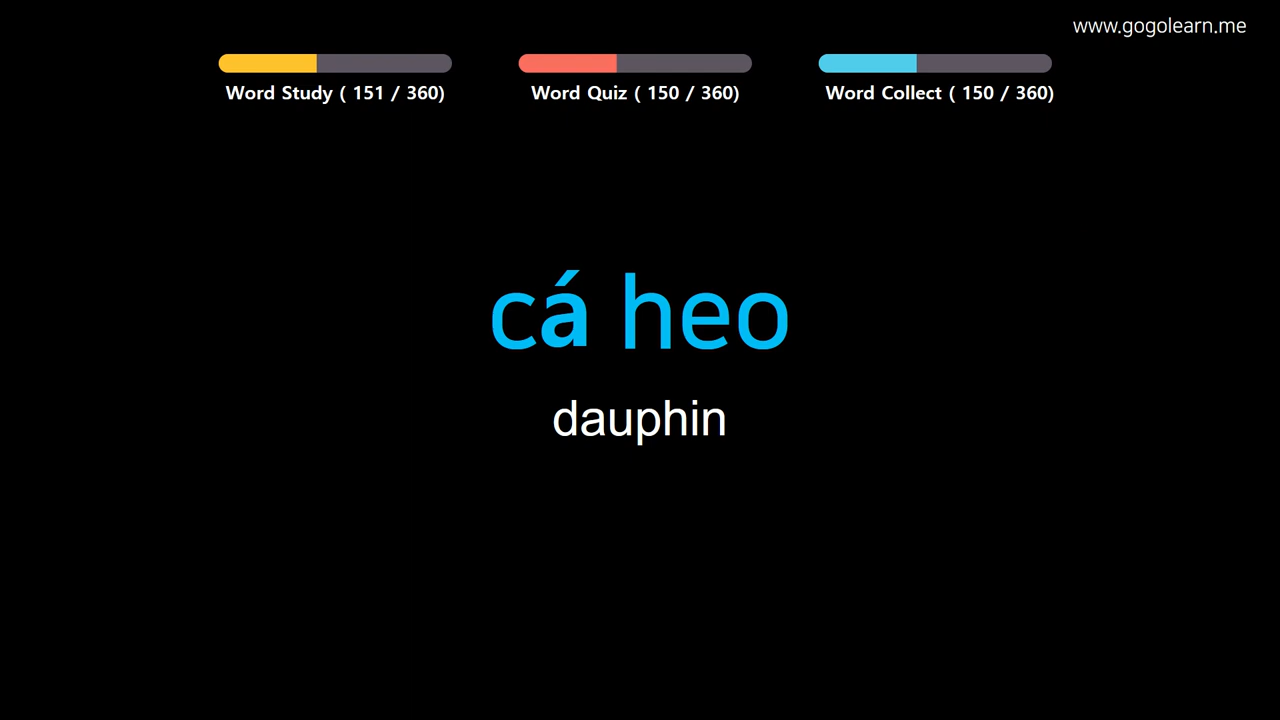 www.gogolearn.me
Word Study ( 151 / 360)
Word Quiz ( 150 / 360)
Word Collect ( 150 / 360)
cá heo
dauphin